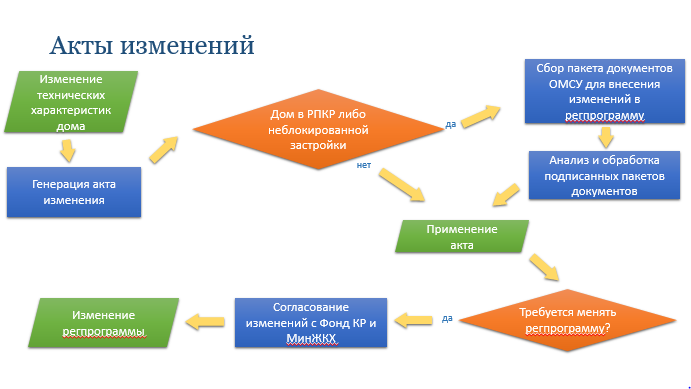 Акты изменений
Изменение
технических
характеристик
дома
Генерация акта
изменения
Дом в РПКР либо
неблокированной
застройки
да
нет
Сбор пакета документов
ОМСУ для внесения
изменений в
регпрограмму
Анализ и обработка
подписанных пакетов
документов
Применение
акта
Требуется менять
регпрограмму?
да
Согласование
изменений с Фонд КР и
МинЖКХ
Изменение
регпрограммы